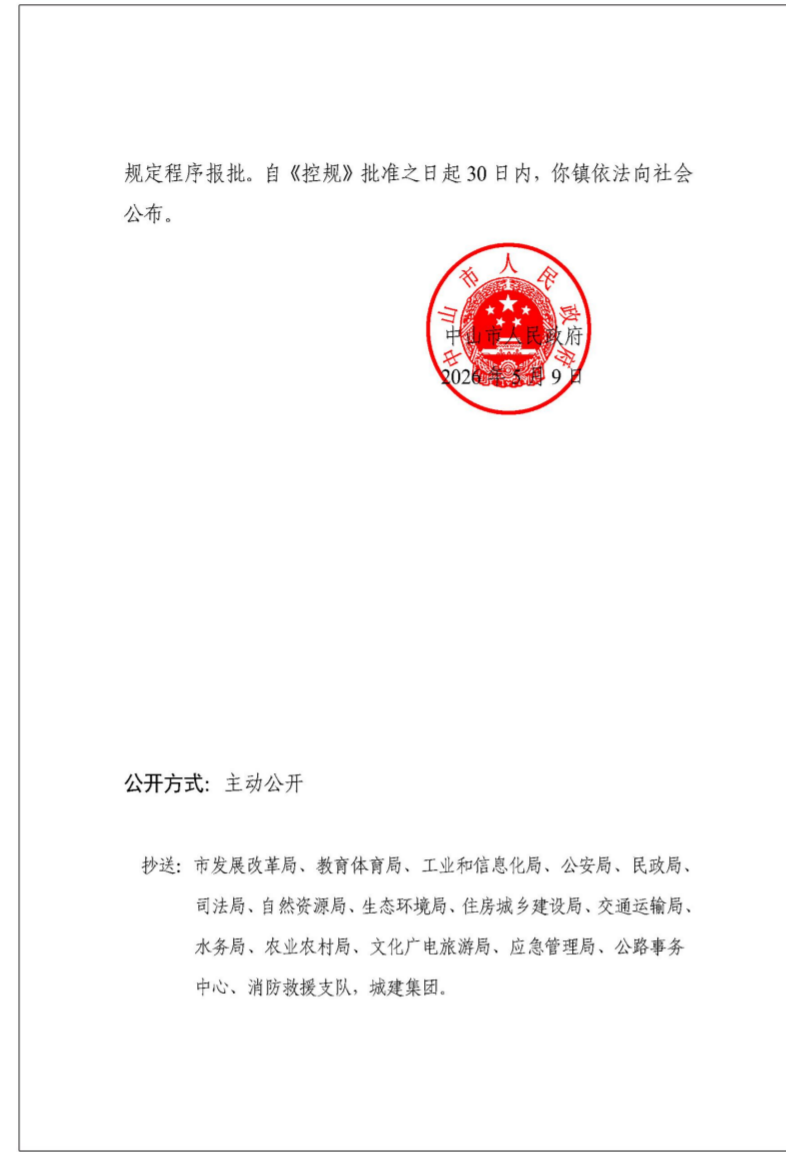 规定程序报批。自《控规》批准之日起 30 日内，你镇依法向社会
公布。
中山市人民政府
中山市人民政府
2026 年 5 月 9 日
公开方式：主动公开
抄送：市发展改革局、教育体育局、工业和信息化局、公安局、民政局、
司法局、自然资源局、生态环境局、住房城乡建设局、交通运输局、
水务局、农业农村局、文化广电旅游局、应急管理局、公路事务
中心、消防救援支队，城建集团。